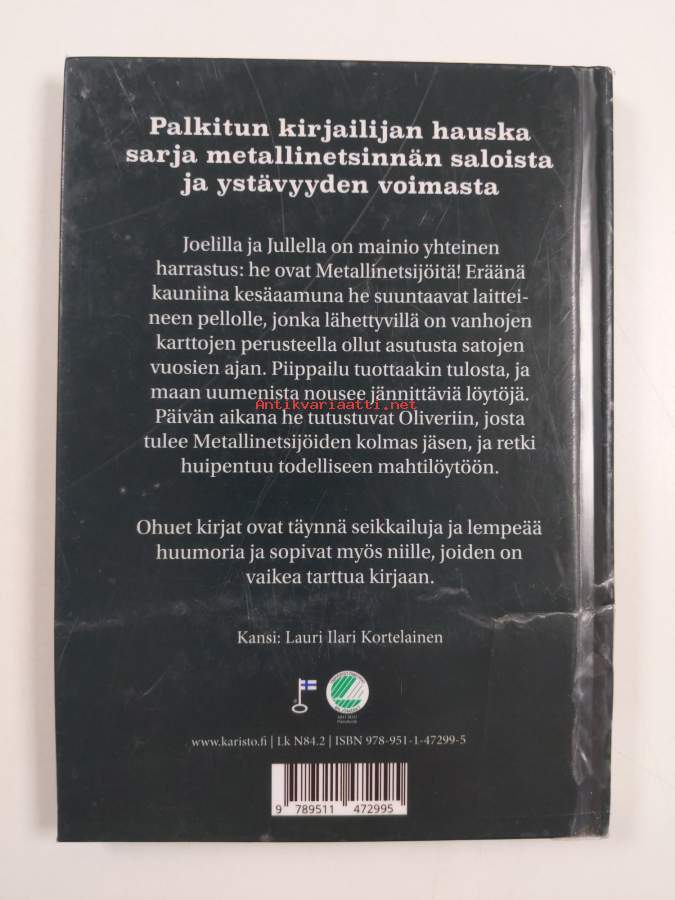 Palkitun kirjailijan hauska
sarja metallinetsinnän saloista
ja ystävyyden voimasta
Joelilla ja Jullella on mainio yhteinen
harrastus: he ovat Metallinetsijöitä! Eräänä
kauniina kesäaamuna he suuntaavat laittei-
neen pellolle, jonka lähettyvillä on vanhojen
karttojen perusteella ollut asutusta satojen
vuosien ajan. Piippailu tuottaakin tulosta, ja
maan uumenista nousee jännittäviä löytöjä.
Antikvariaatti.net
Päivän aikana he tutustuvat Oliveriin, josta
tulee Metallinetsijöiden kolmas jäsen, ja retki
huipentuu todelliseen mahtilöytöön.
Ohuet kirjat ovat täynnä seikkailuja ja lempeää
huumoria ja sopivat myös niille, joiden on
vaikea tarttua kirjaan.
Kansi: Lauri Ilari Kortelainen
www.karisto.fi | Lk N84.2 | ISBN 978-951-1-47299-5
9 789511 472995